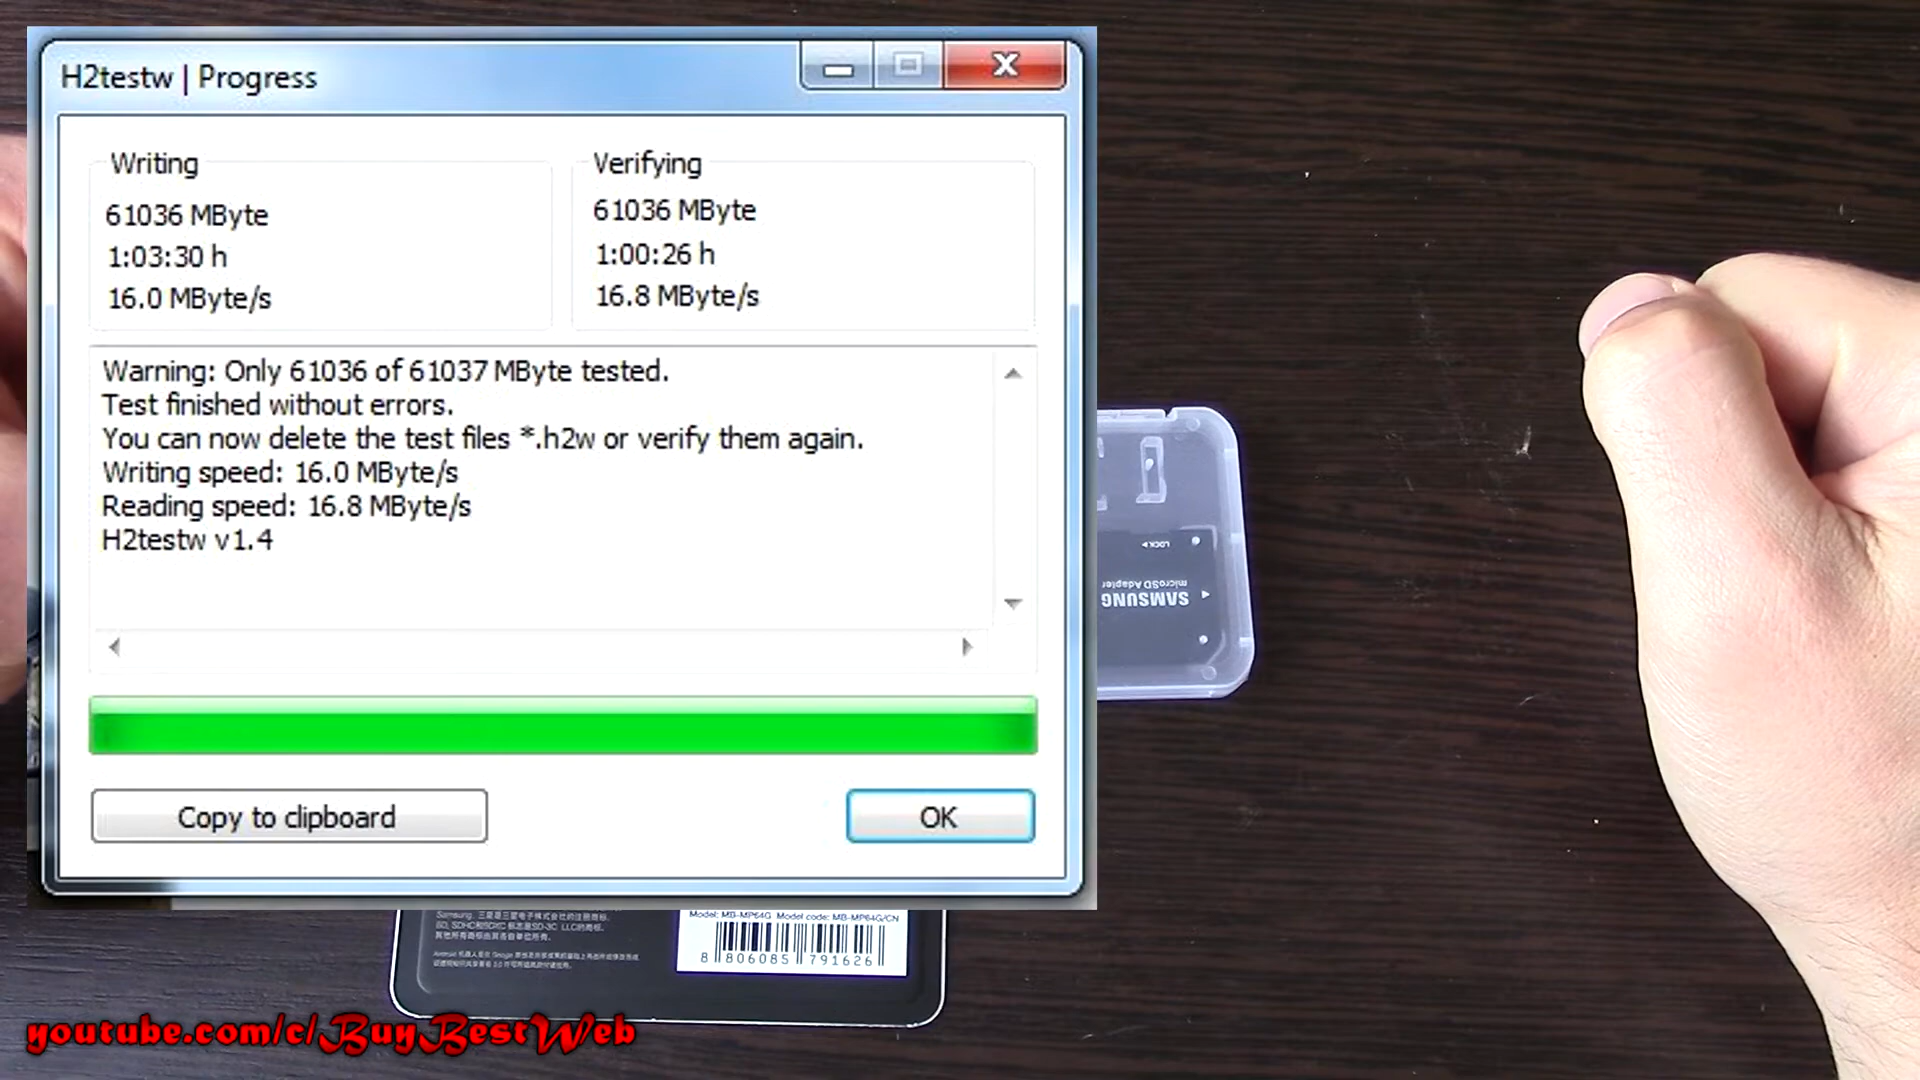 H2testw | Progress
Writing
61036 MByte
1:03:30 h
16.0 MByte/s
Verifying
61036 MByte
1:00:26 h
16.8 MByte/s
Warning: Only 61036 of 61037 MByte tested.
Test finished without errors.
You can now delete the test files *.h2w or verify them again.
Writing speed: 16.0 MByte/s
Reading speed: 16.8 MByte/s
H2testw v1.4
Copy to clipboard
OK
LOCK
microSD Adapter
SAMSUNG
Model: MB-MP64G Model code: MB-MP64G/CN
8 806085 791626
youtube.com/c/BuyBestWeb